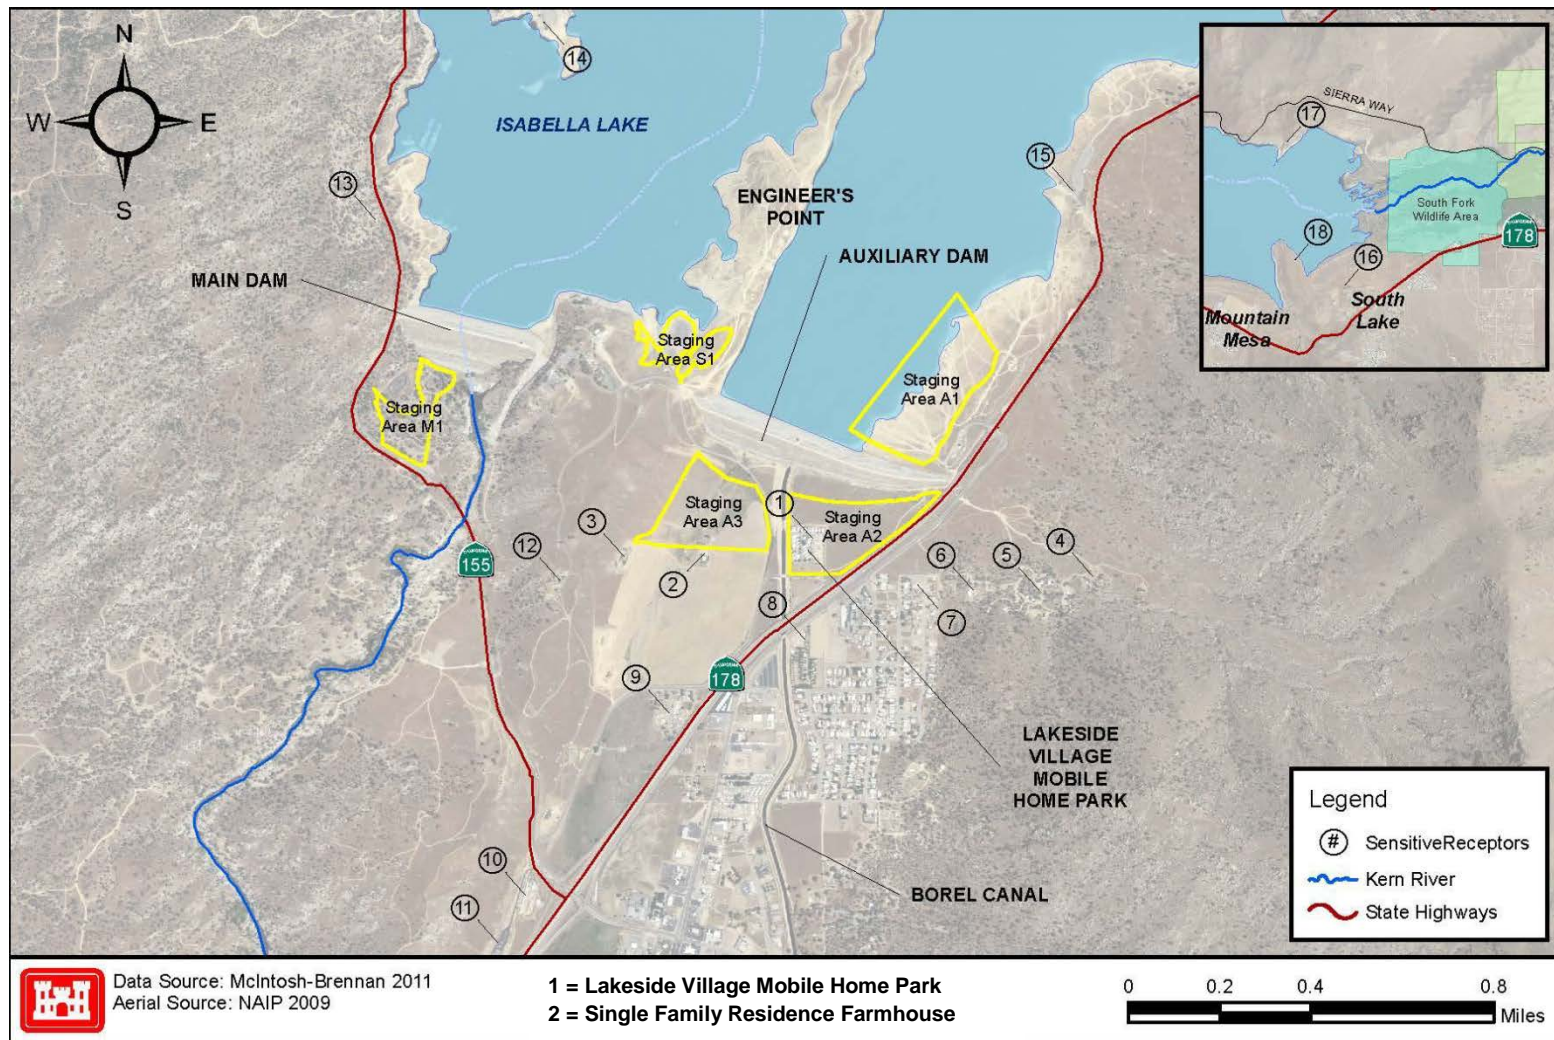 N
W
E
S
ISABELLA LAKE
ENGINEER'S
POINT
AUXILIARY DAM
MAIN DAM
14
13
15
SIERRA WAY
17
South Fork
Wildlife Area
178
18
16
South
Lake
Mountain
Mesa
Staging
Area S1
Staging
Area A1
Staging
Area M1
Staging
Area A3
1
Staging
Area A2
3
12
2
155
6
5
4
8
7
9
178
LAKESIDE
VILLAGE
MOBILE
HOME PARK
10
11
BOREL CANAL
Legend
# SensitiveReceptors
Kern River
State Highways
Data Source: McIntosh-Brennan 2011
Aerial Source: NAIP 2009
1 = Lakeside Village Mobile Home Park
2 = Single Family Residence Farmhouse
0 0.2 0.4 0.8
Miles